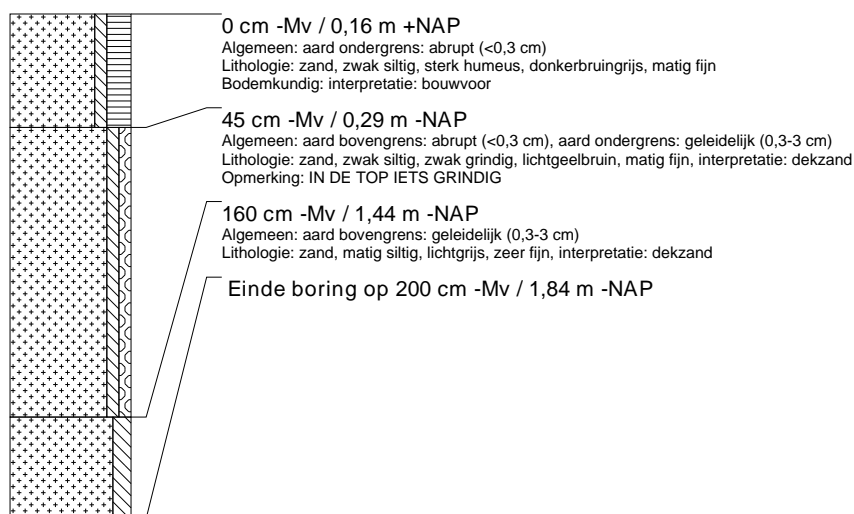 0 cm -Mv / 0,16 m +NAP
Algemeen: aard ondergrens: abrupt (<0,3 cm)
Lithologie: zand, zwak siltig, sterk humeus, donkerbruingrijs, matig fijn
Bodemkundig: interpretatie: bouwvoor
45 cm -Mv / 0,29 m -NAP
Algemeen: aard bovengrens: abrupt (<0,3 cm), aard ondergrens: geleidelijk (0,3-3 cm)
Lithologie: zand, zwak siltig, zwak grindig, lichtgeelbruin, matig fijn, interpretatie: dekzand
Opmerking: IN DE TOP IETS GRINDIG
160 cm -Mv / 1,44 m -NAP
Algemeen: aard bovengrens: geleidelijk (0,3-3 cm)
Lithologie: zand, matig siltig, lichtgrijs, zeer fijn, interpretatie: dekzand
Einde boring op 200 cm -Mv / 1,84 m -NAP